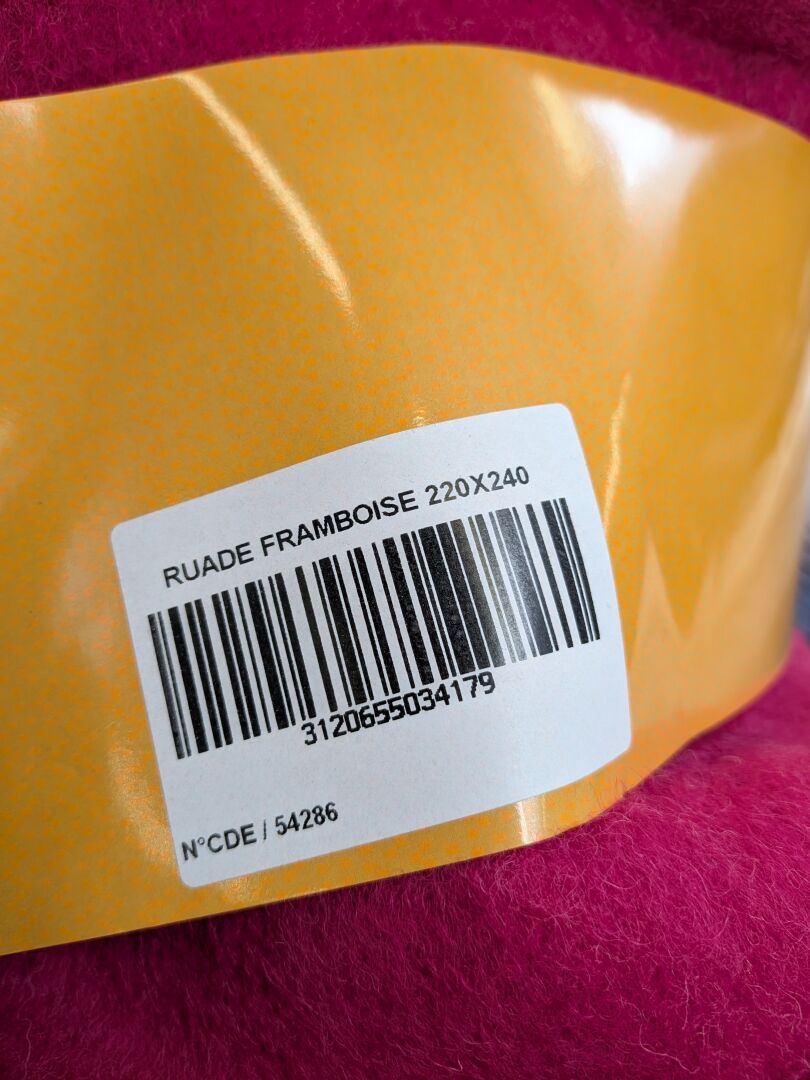 RUADE FRAMBOISE 220X240
3120655034179
N°CDE / 54286